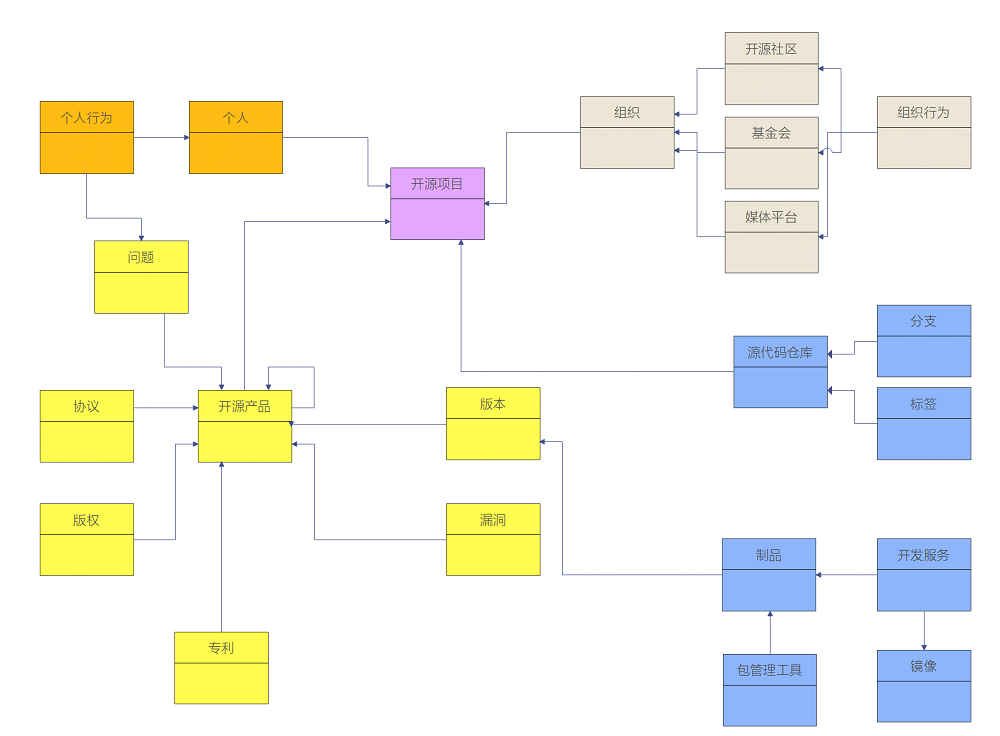 开源社区
个人行为
个人
组织
组织行为
基金会
开源项目
媒体平台
问题
分支
源代码仓库
协议
开源产品
版本
标签
版权
漏洞
制品
开发服务
专利
包管理工具
镜像